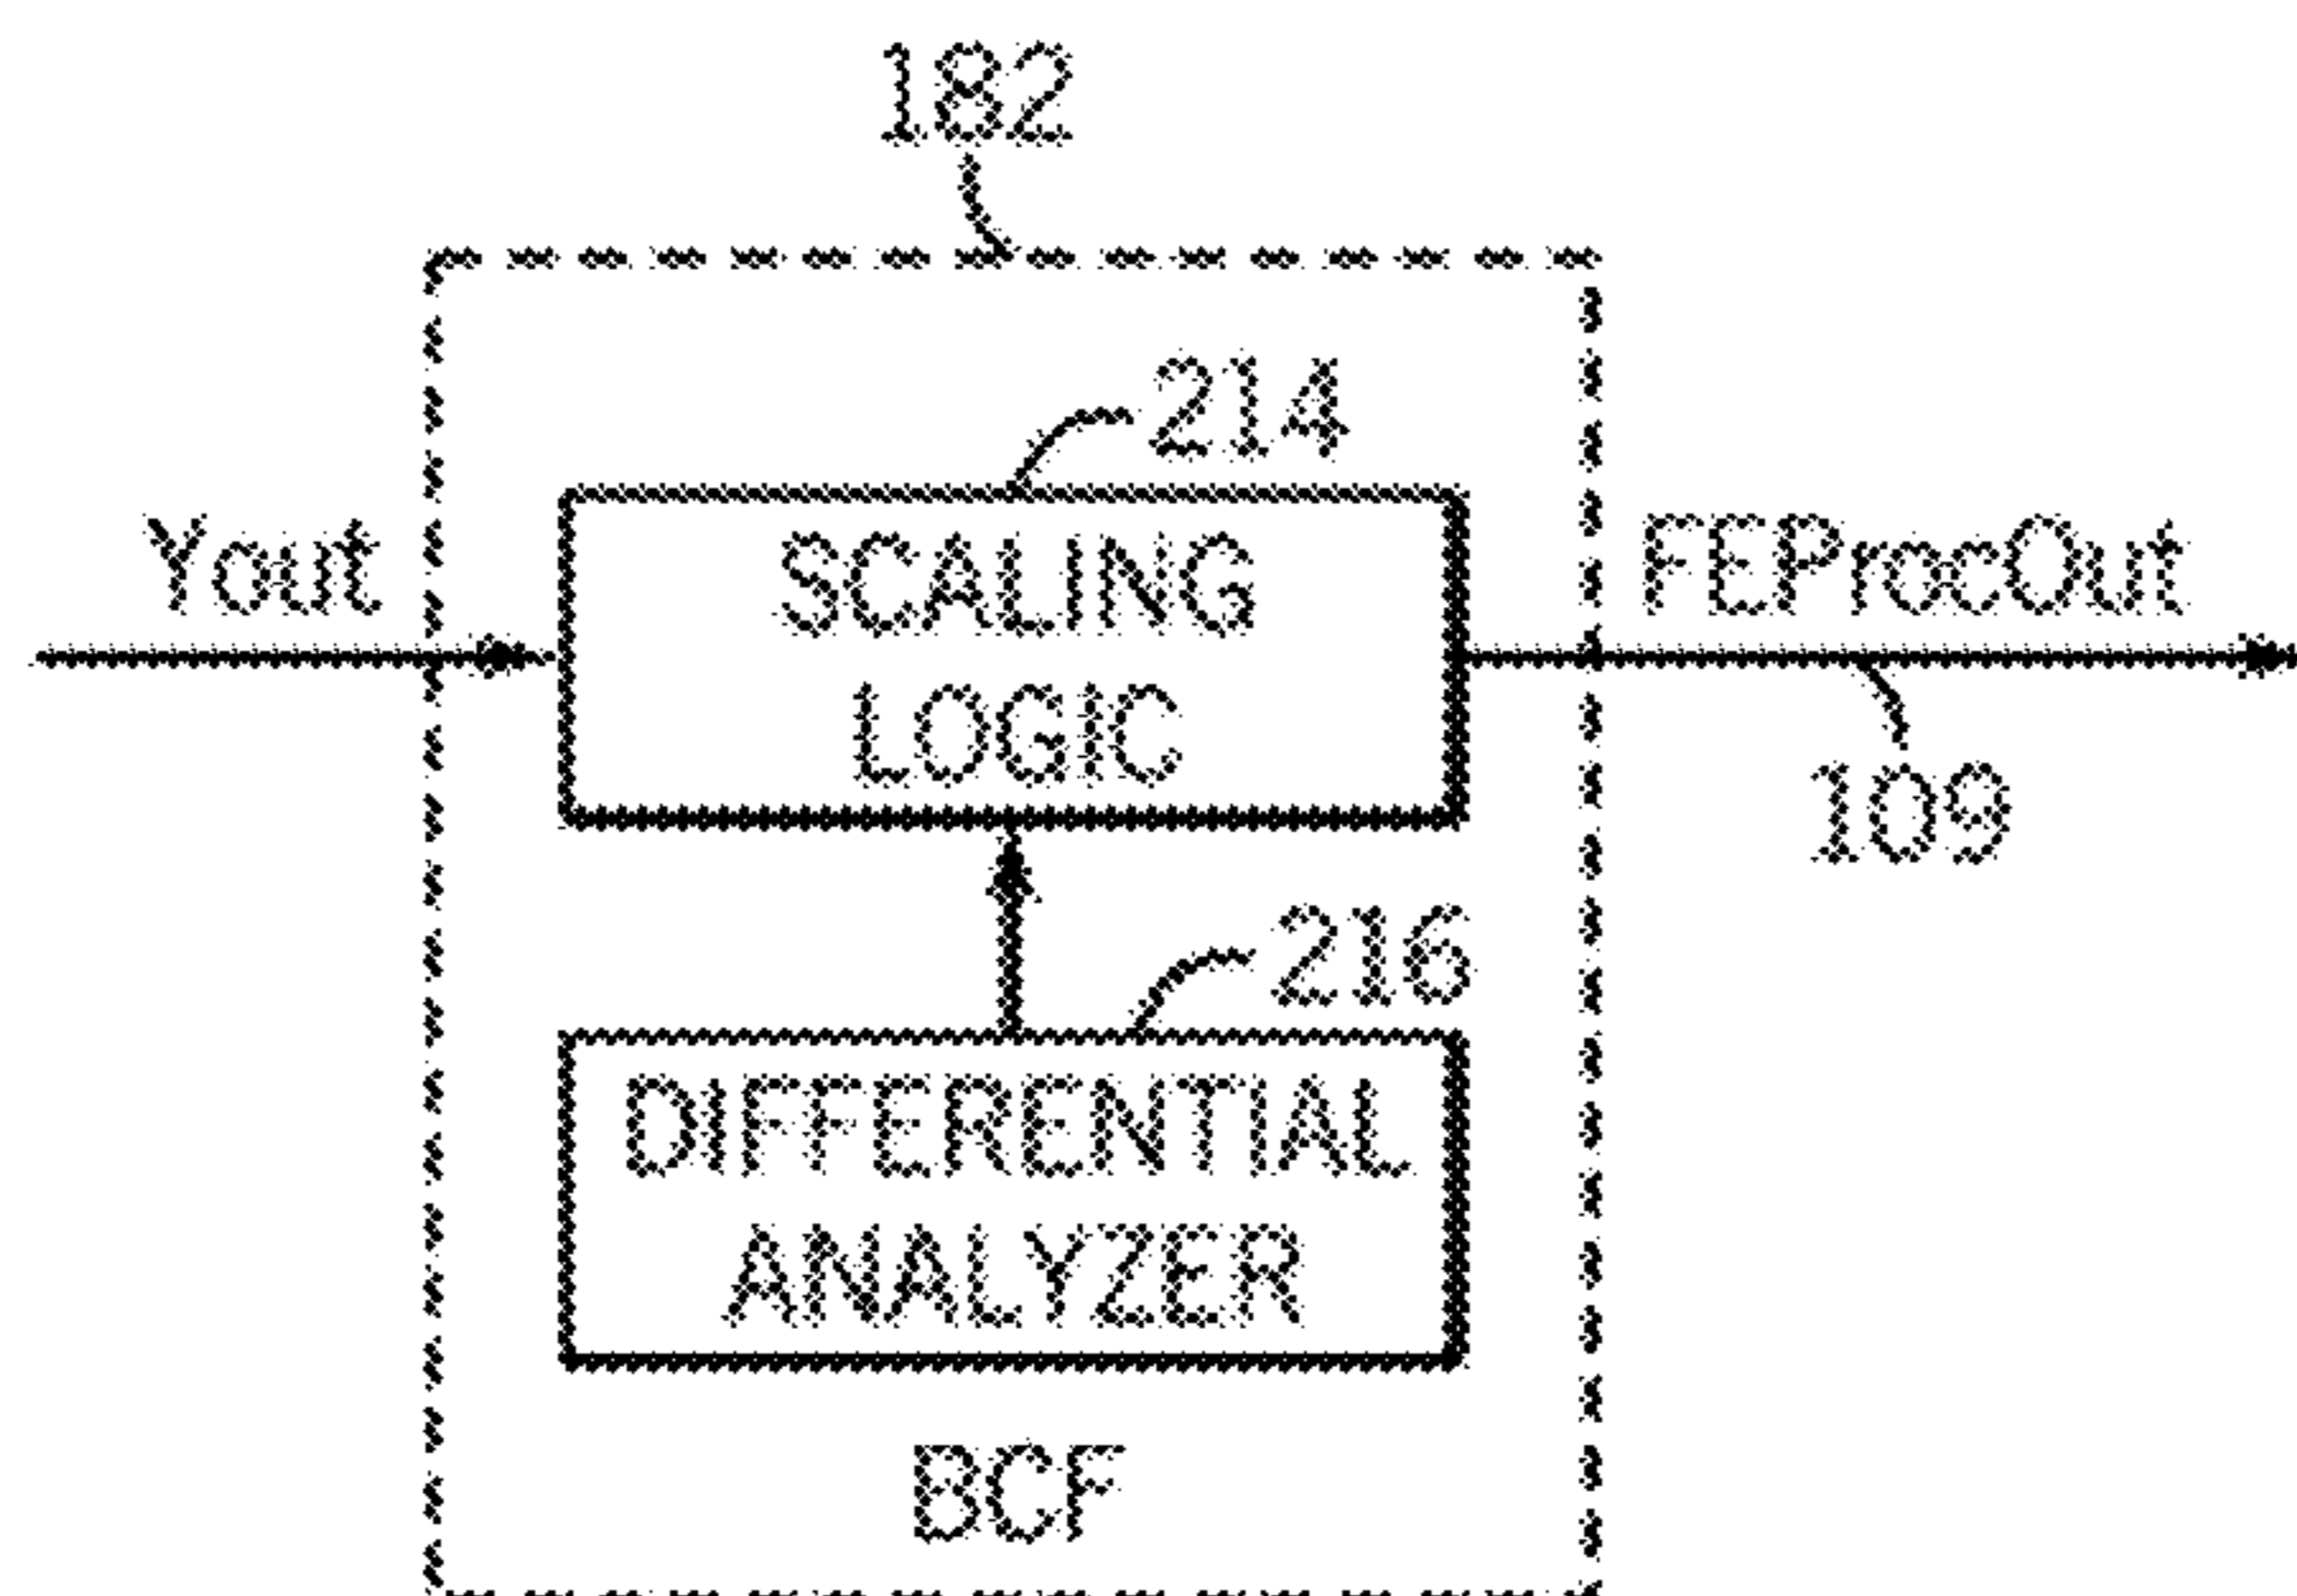 182
214
Yout
SCALING
LOGIC
FEProcOut
109
216
DIFFERENTIAL
ANALYZER
BCF